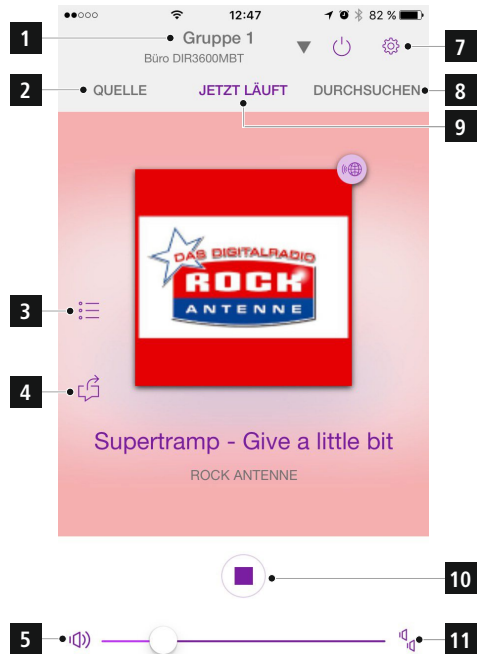 12:47
82 %
1
Gruppe 1
Büro DIR3600MBT
7
2
QUELLE
JETZT LÄUFT
DURCHSUCHEN
8
9
DAS DIGITALRADIO
ROCK
ANTENNE
3
4
Supertramp - Give a little bit
ROCK ANTENNE
10
5
11